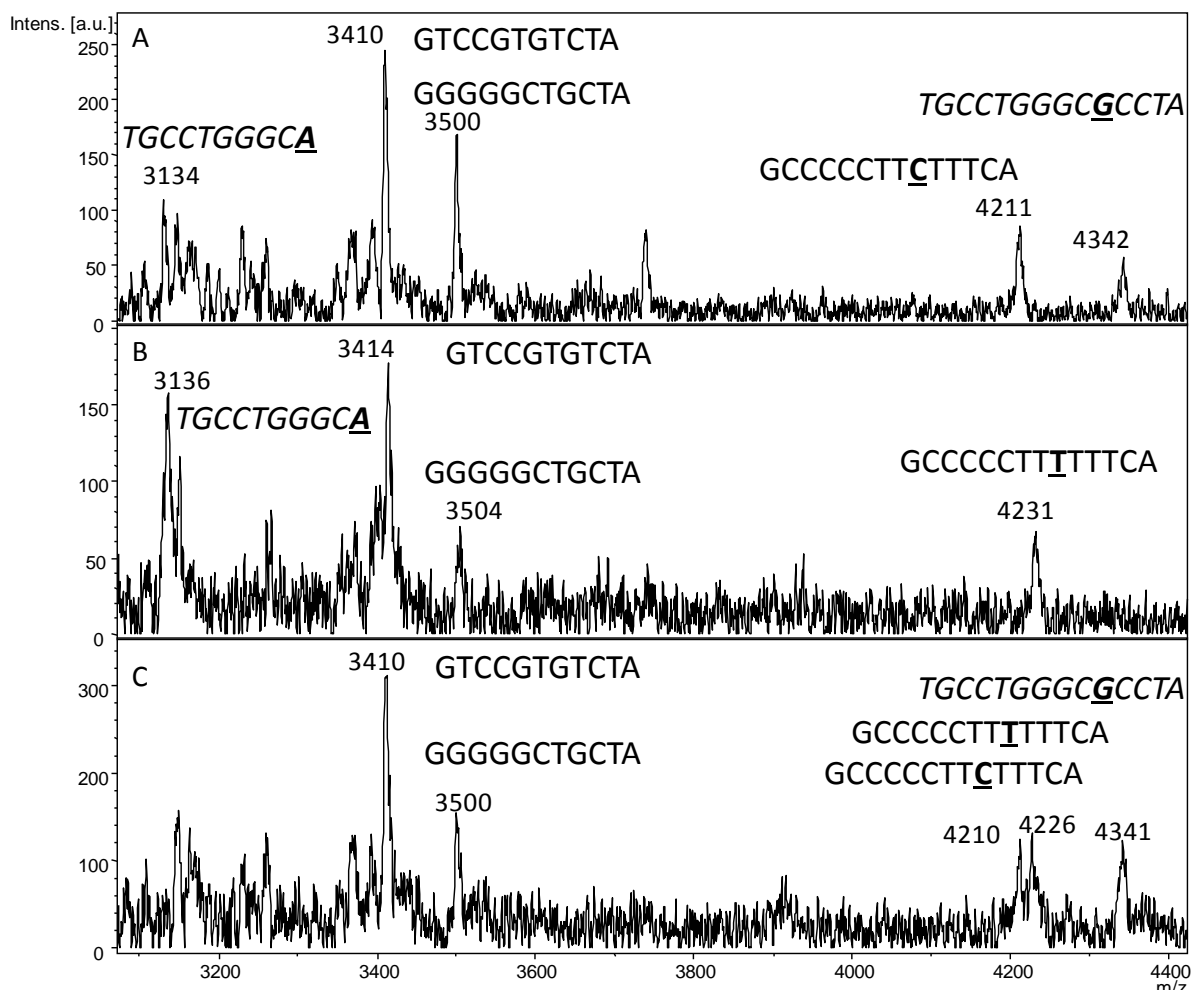 Intens. [a.u.]
A
250
200
150
100
50
0
3410
GTCCGTGTCTA
GGGGGCTGCTA
3500
TGCCTGGGCA
3134
TGCCTGGGCGCCTA
GCCCCCTTCTTTCA
4211
4342
B
150
100
50
0
3414
GTCCGTGTCTA
3136
TGCCTGGGCA
GGGGGCTGCTA
3504
GCCCCCTTTTTTCA
4231
C
300
200
100
0
3410
GTCCGTGTCTA
GGGGGCTGCTA
3500
TGCCTGGGCGCCTA
GCCCCCTTTTTTCA
GCCCCCTTCTTTCA
4210
4226
4341
3200 3400 3600 3800 4000 4200 4400
m/z